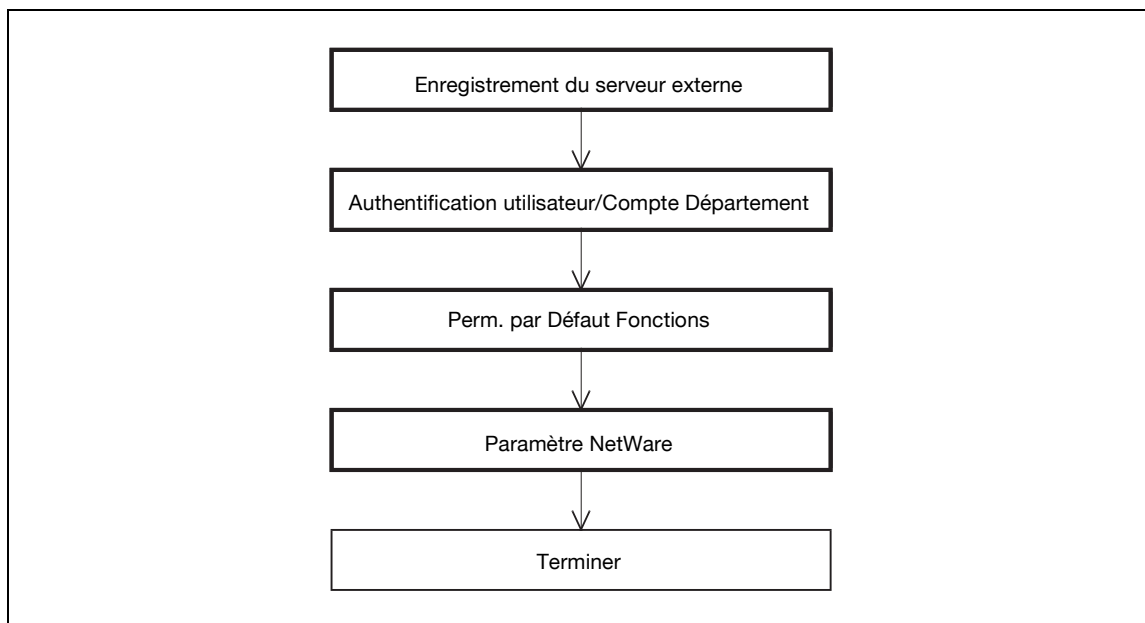 Enregistrement du serveur externe
Authentification utilisateur/Compte Département
Perm. par Défaut Fonctions
Paramètre NetWare
Terminer